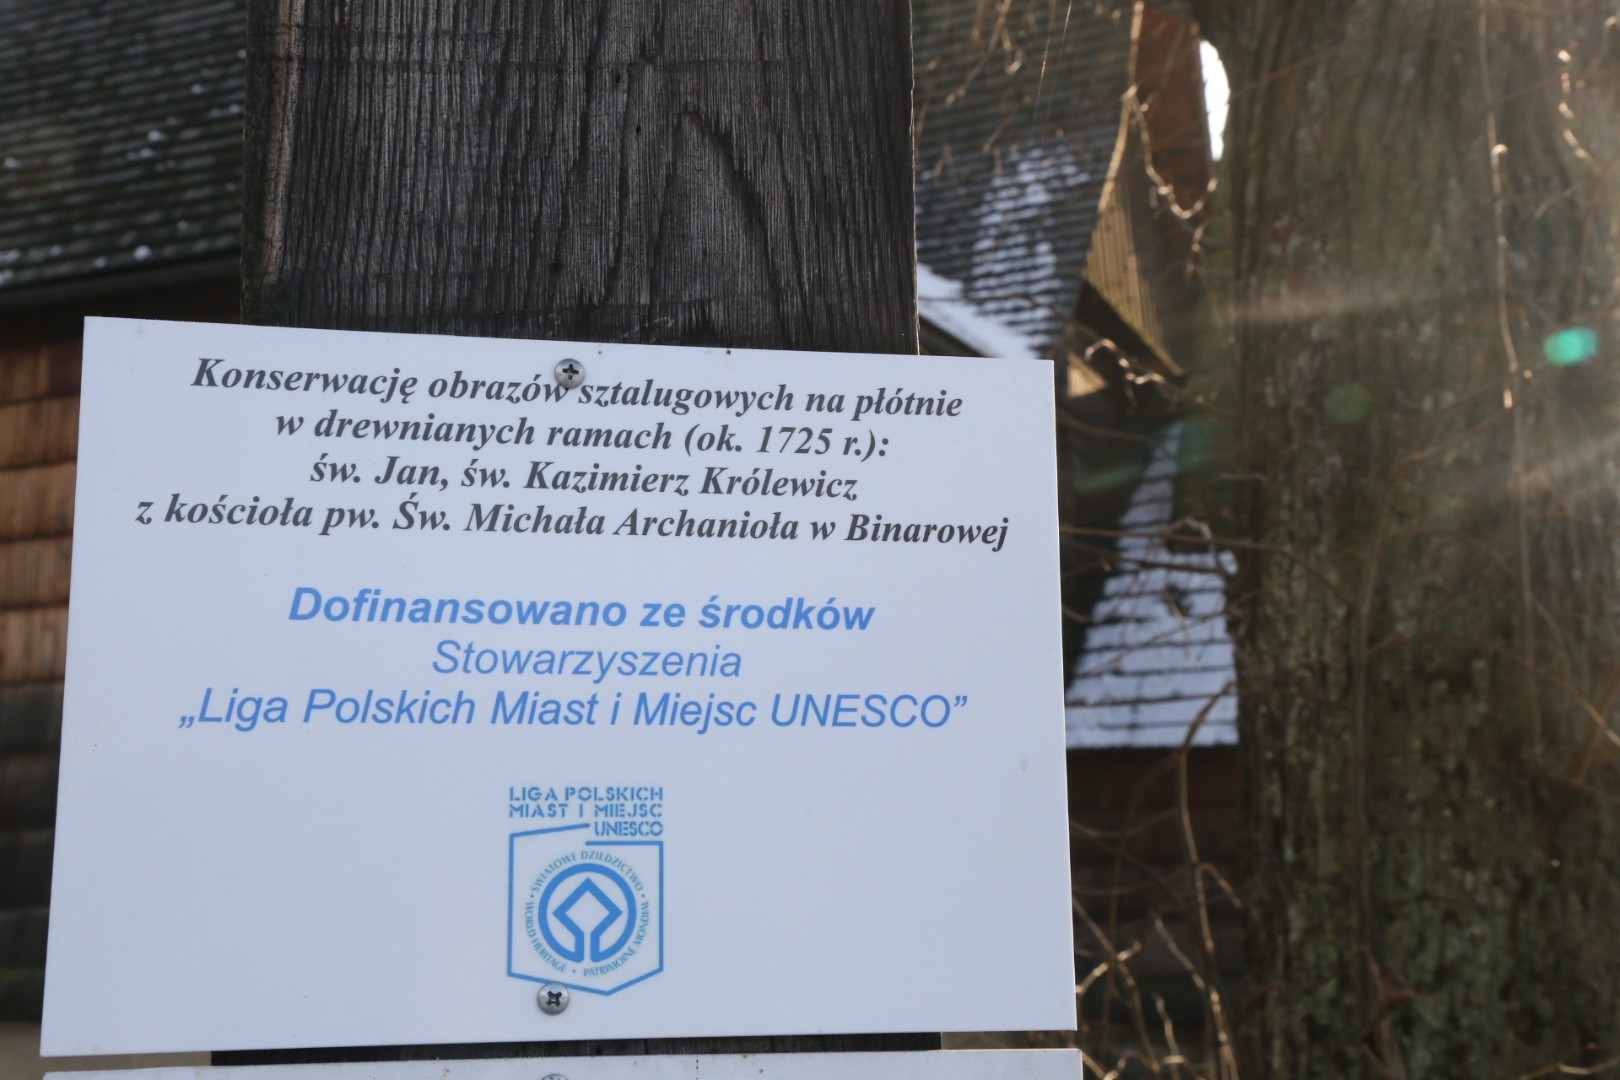 Konserwację obrazów sztalugowych na płótnie
w drewnianych ramach (ok. 1725 r.):
św. Jan, św. Kazimierz Królewicz
z kościoła pw. Św. Michała Archanioła w Binarowej
Dofinansowano ze środków
Stowarzyszenia
„Liga Polskich Miast i Miejsc UNESCO”
LIGA POLSKICH
MIAST I MIEJSC
UNESCO
ŚWIATOWE DZIEDZICTWO • PATRIMOINE MONDIAL • WORLD HERITAGE •